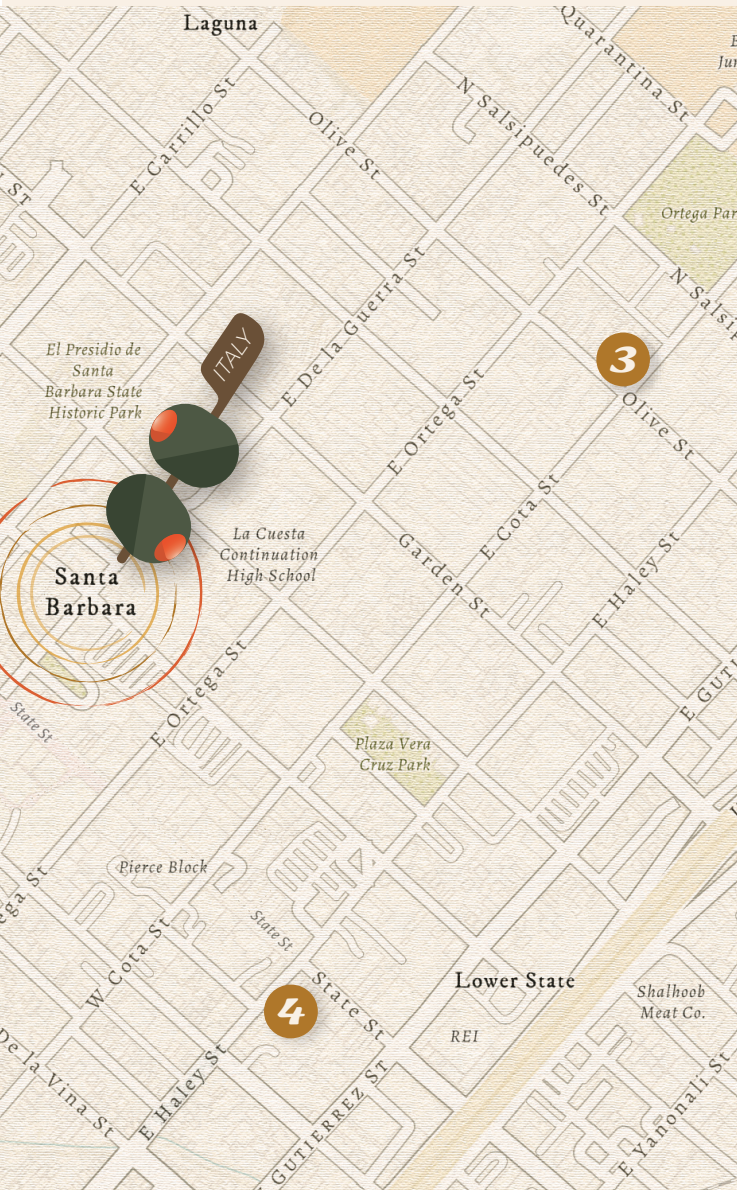 Laguna
Quarantina St
E Carrillo St
Olive St
N Salsipuedes St
Ortega Par
N Salsip
E De la Guerra St
El Presidio de
Santa
Barbara State
Historic Park
ITALY
3
Olive St
E Ortega St
E Cota St
La Cuesta
Continuation
High School
Garden St
E Haley St
Santa
Barbara
E Ortega St
E GUTI
State St
Plaza Vera
Cruz Park
Pierce Block
ega St
State St
W Cota St
Lower State
Shalhoob
Meat Co.
4
State St
REI
De la Vina St
E Haley St
E GUTIERREZ ST
E Yanonali St